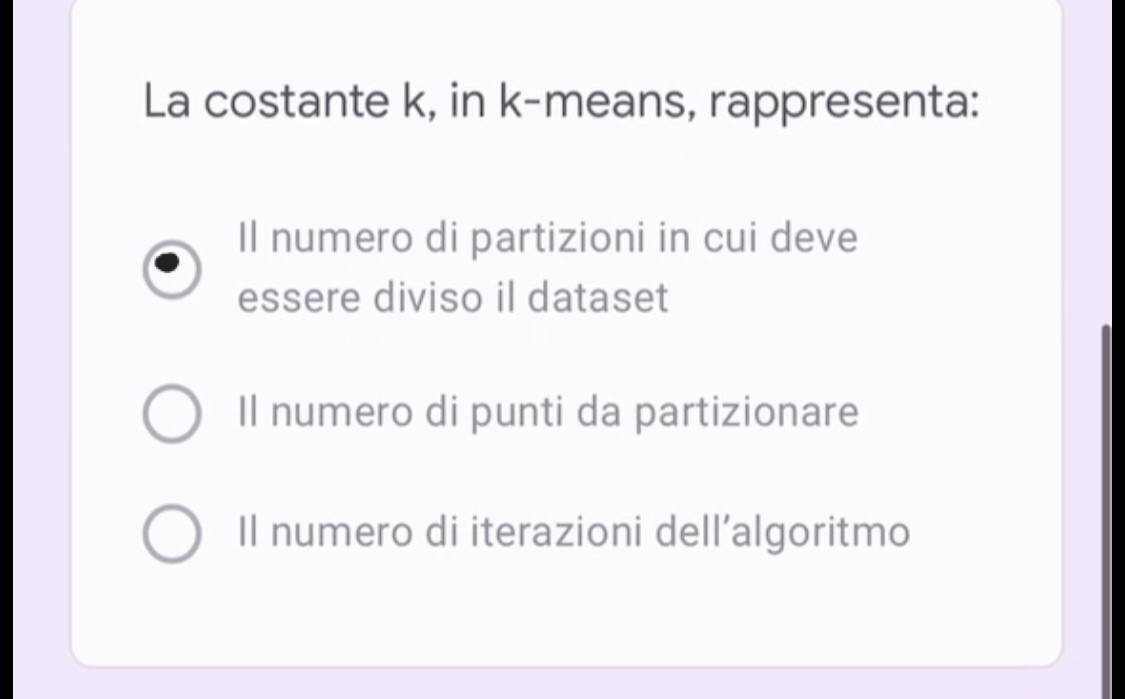 La costante k, in k-means, rappresenta:
Il numero di partizioni in cui deve
essere diviso il dataset
Il numero di punti da partizionare
Il numero di iterazioni dell'algoritmo